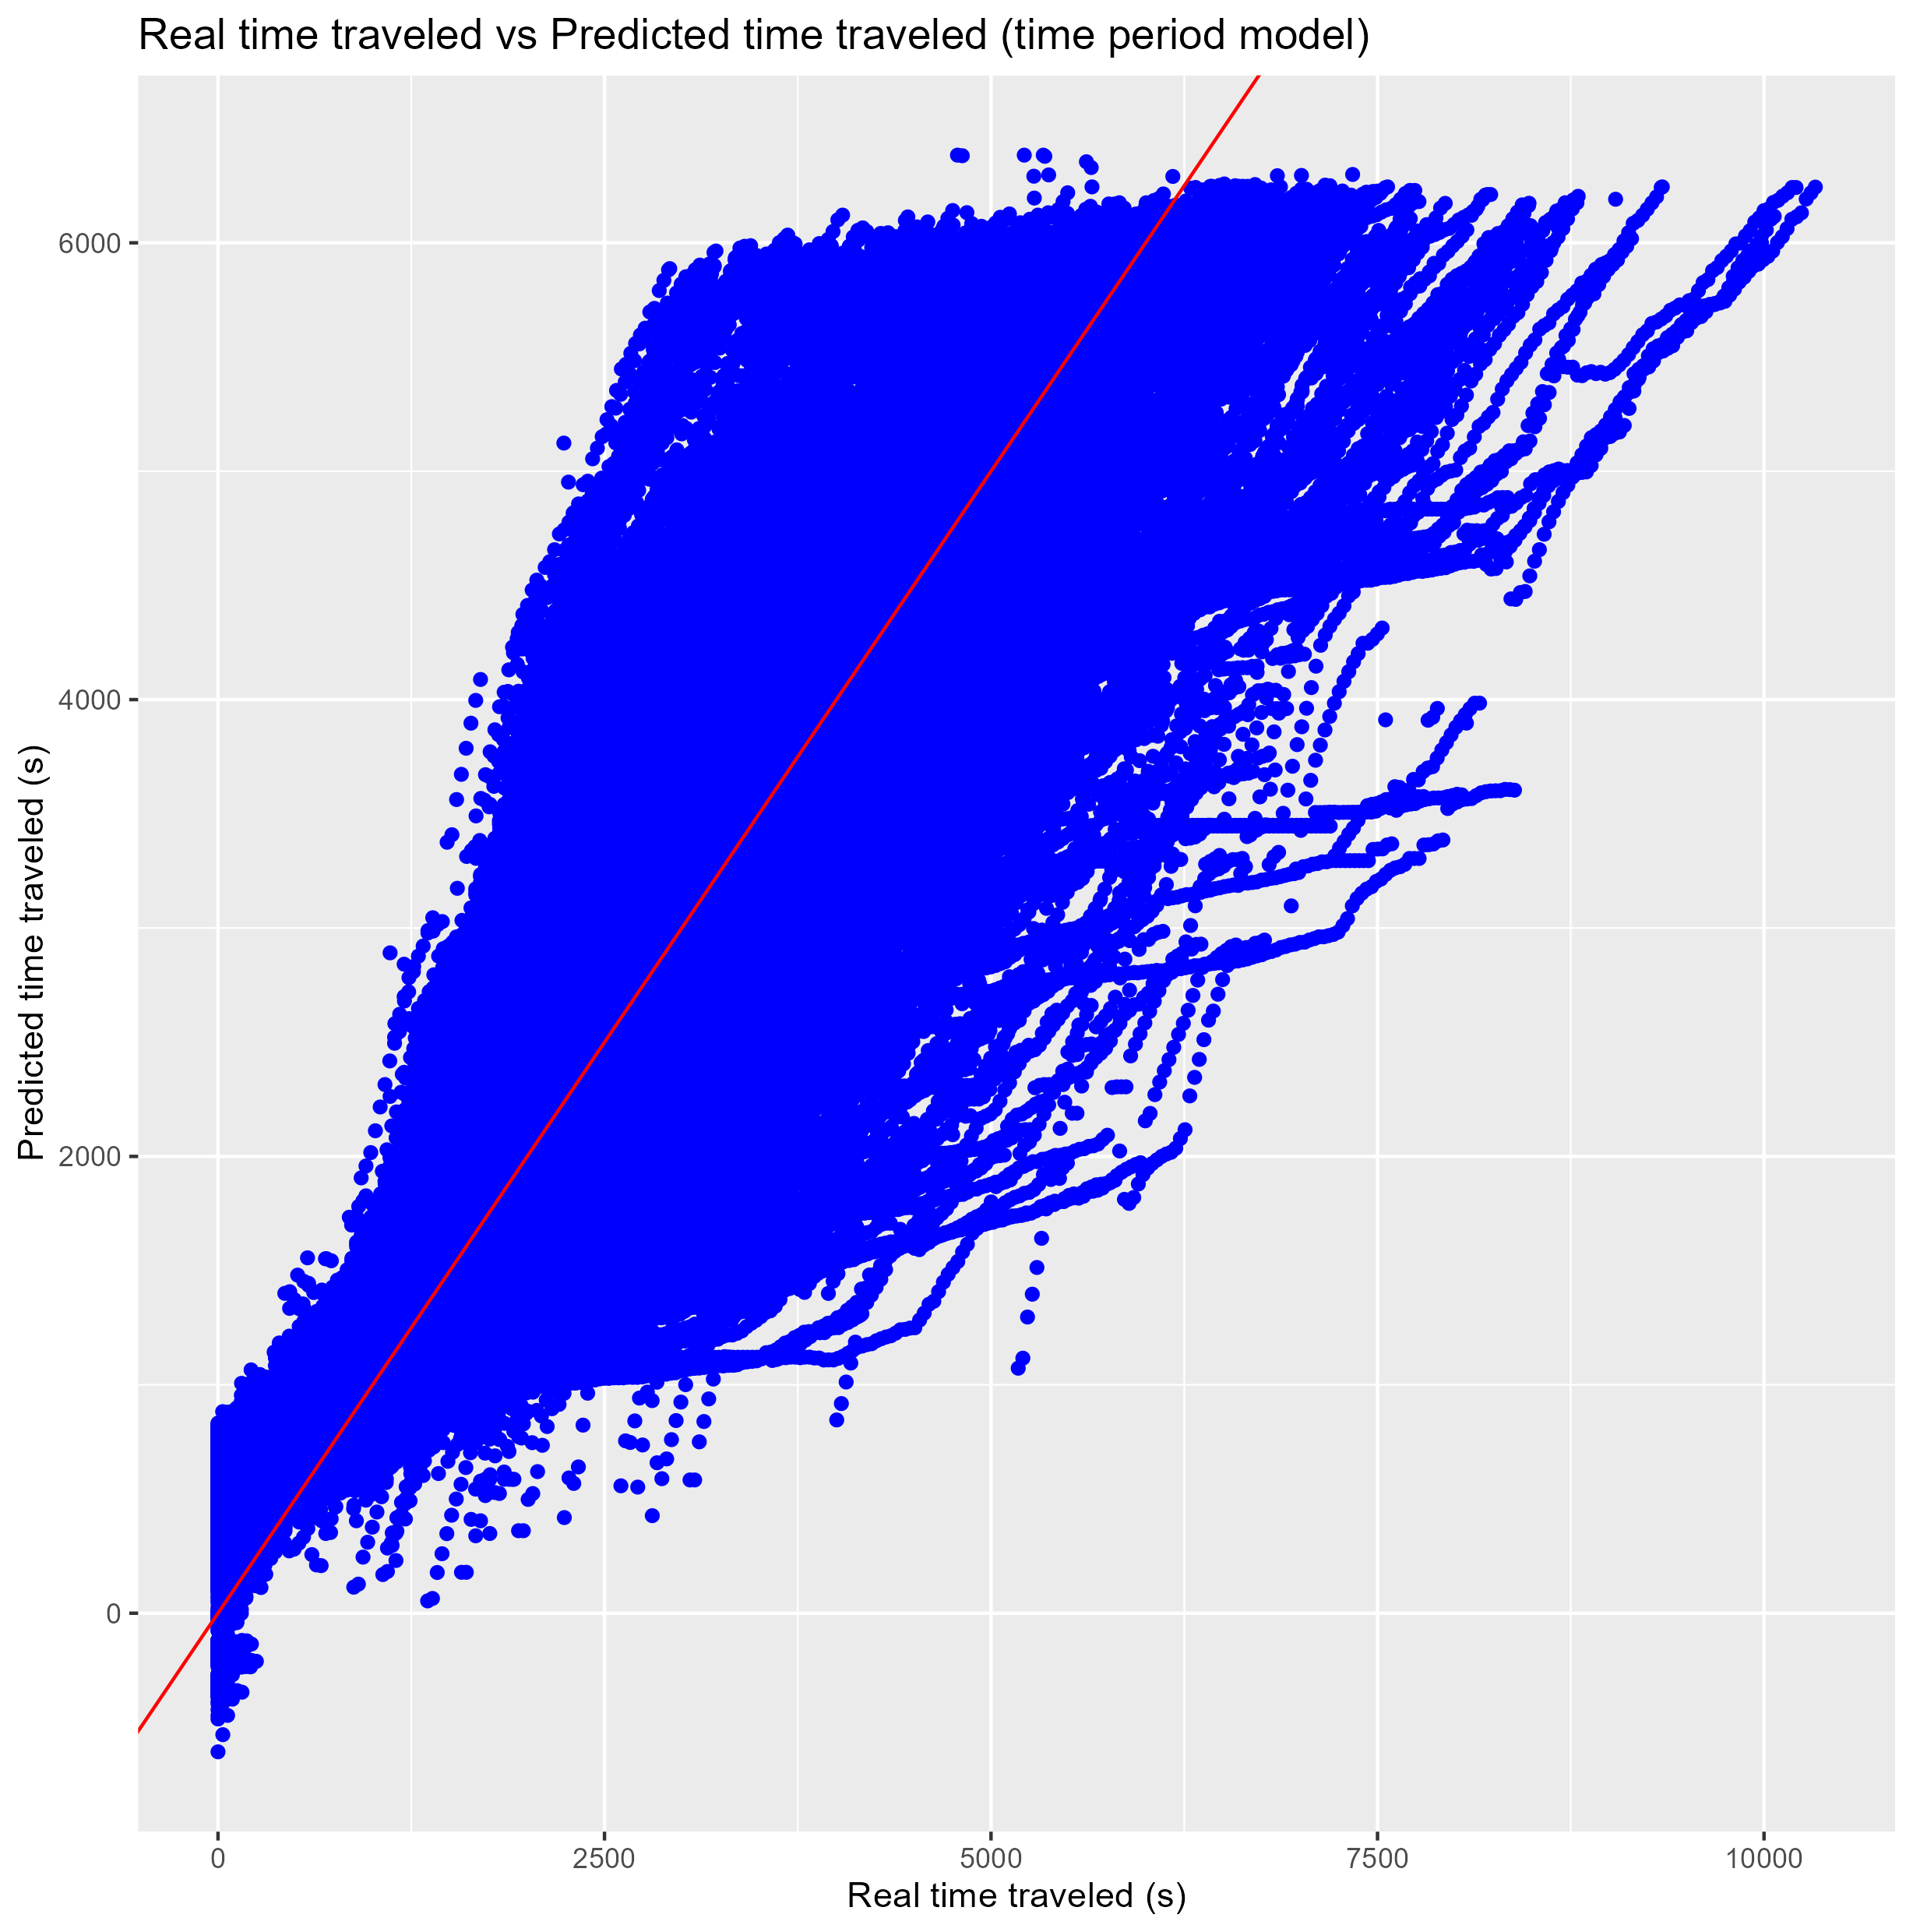 Real time traveled vs Predicted time traveled (time period model)
Predicted time traveled (s)
6000
4000
2000
0
0 2500 5000 7500 10000
Real time traveled (s)